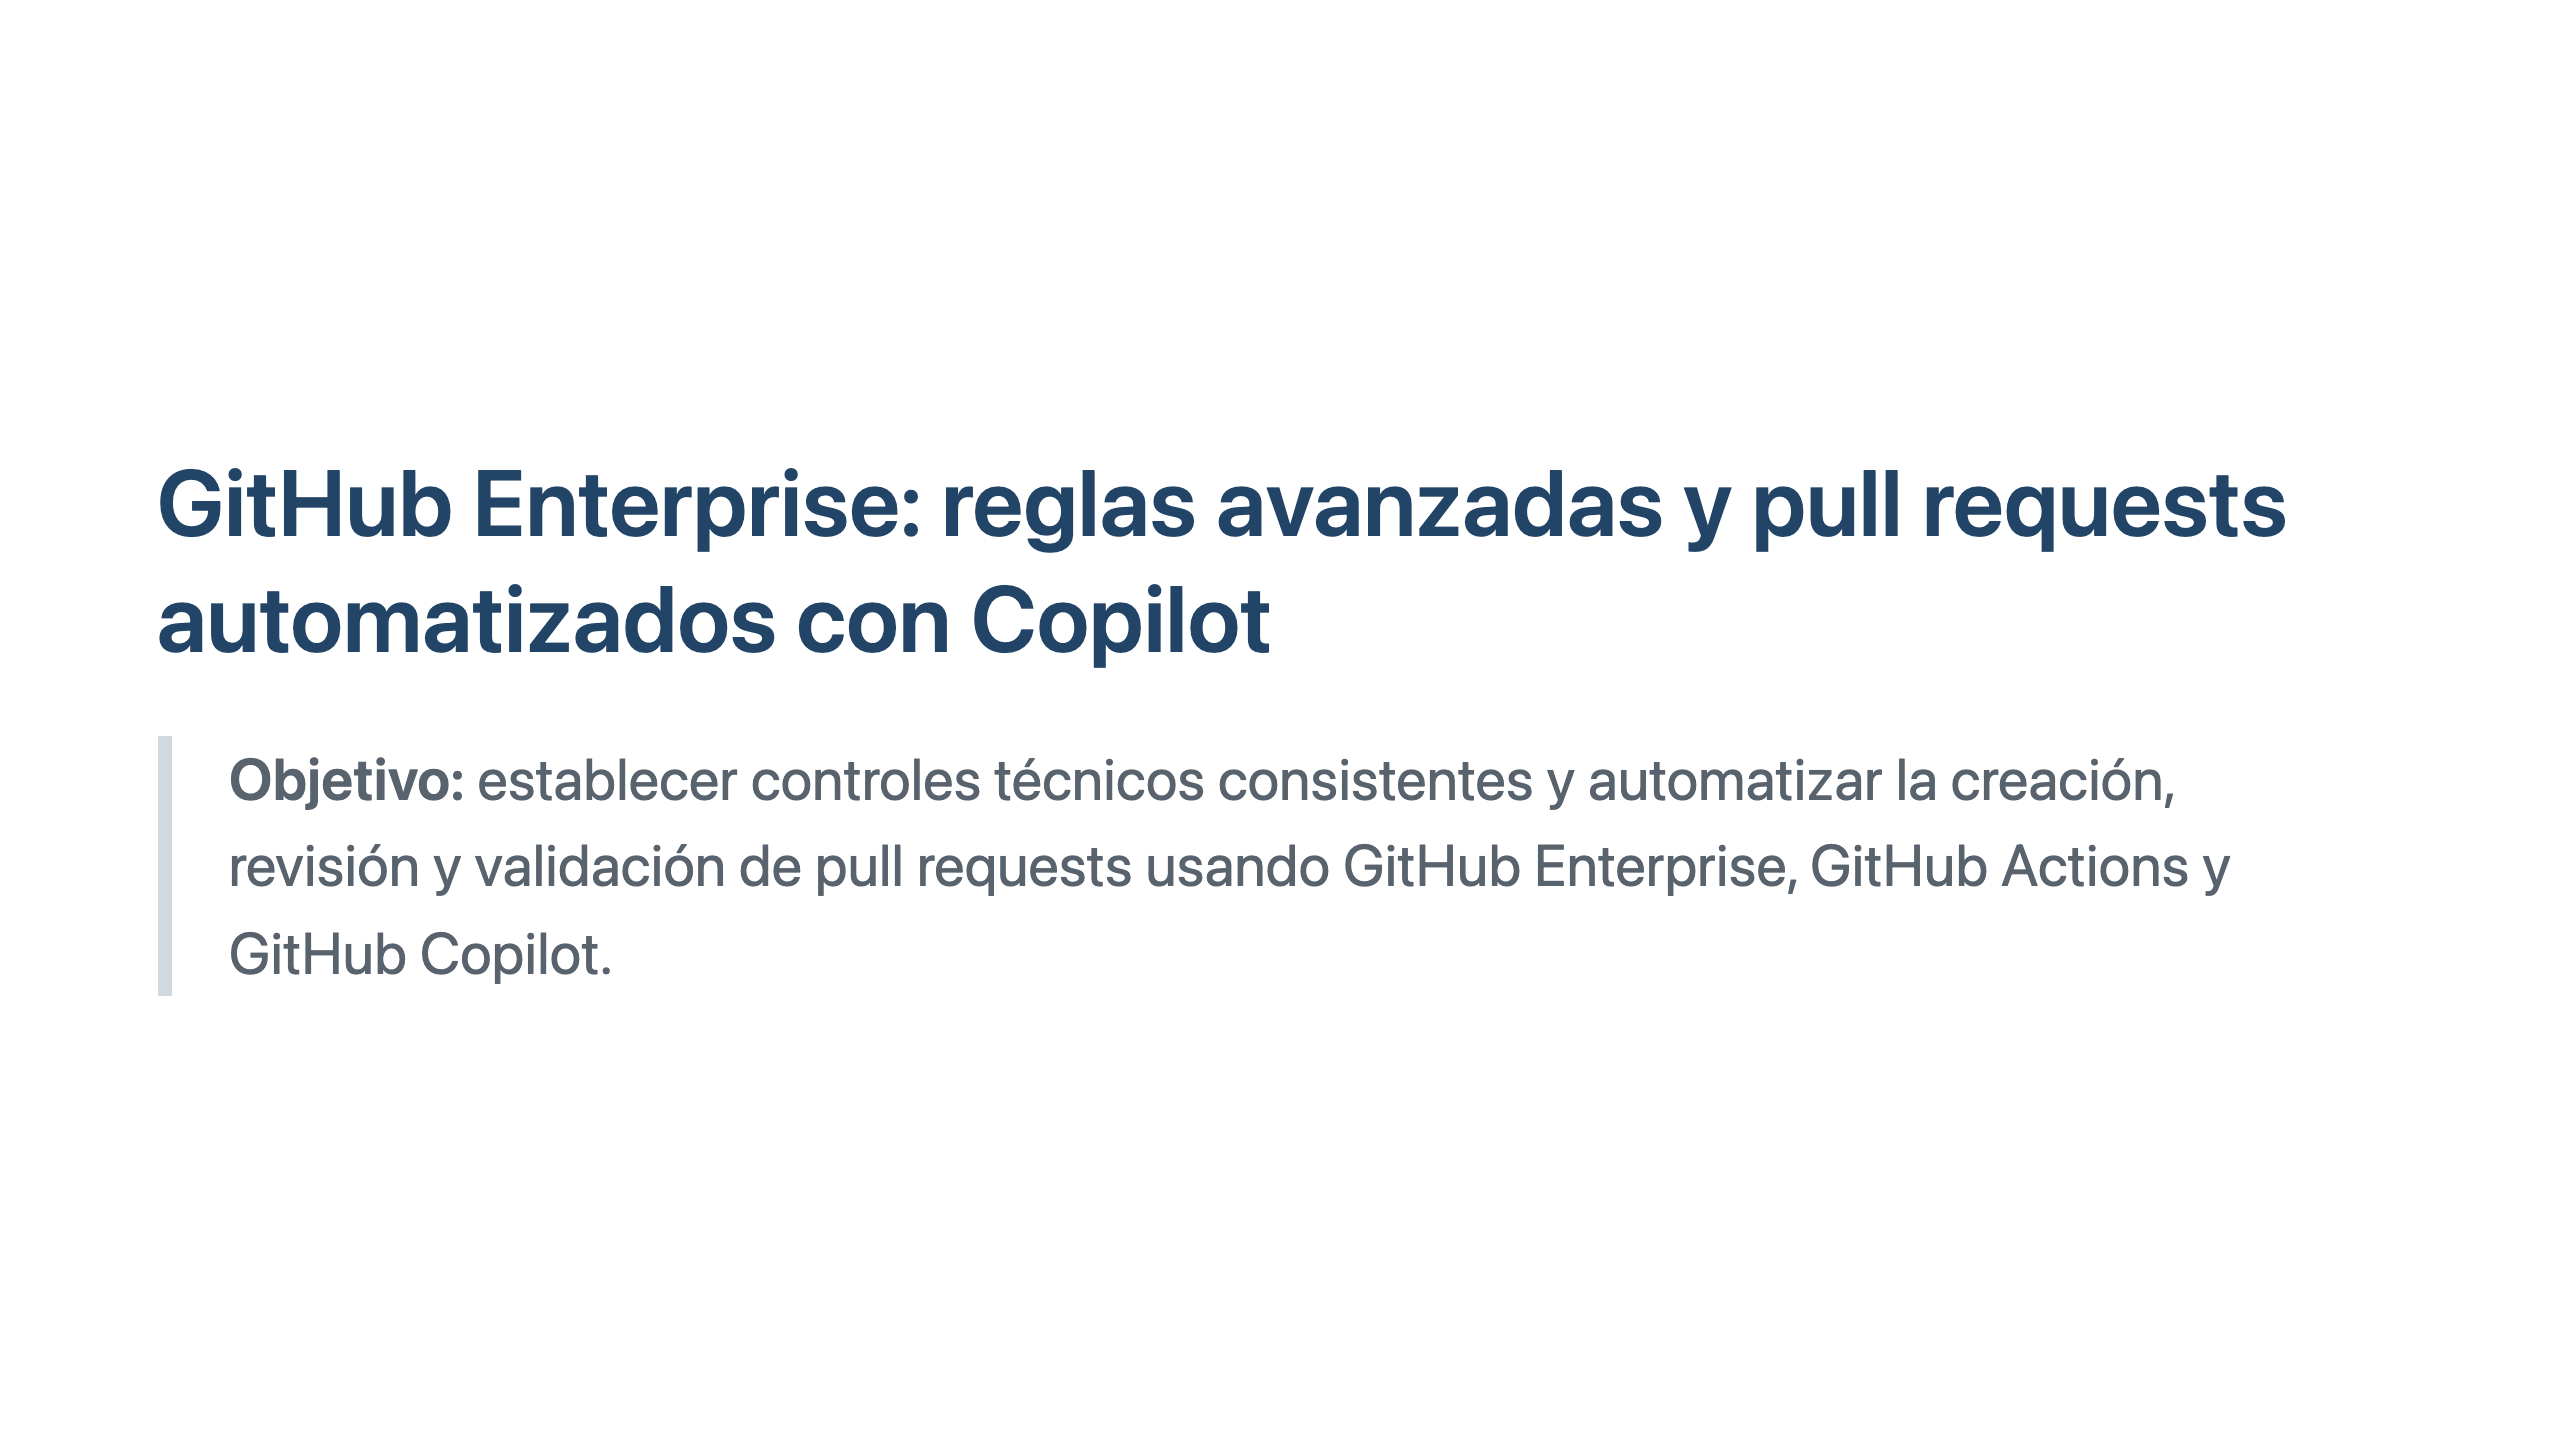 GitHub Enterprise: reglas avanzadas y pull requests
automatizados con Copilot
Objetivo: establecer controles técnicos consistentes y automatizar la creación,
revisión y validación de pull requests usando GitHub Enterprise, GitHub Actions y
GitHub Copilot.